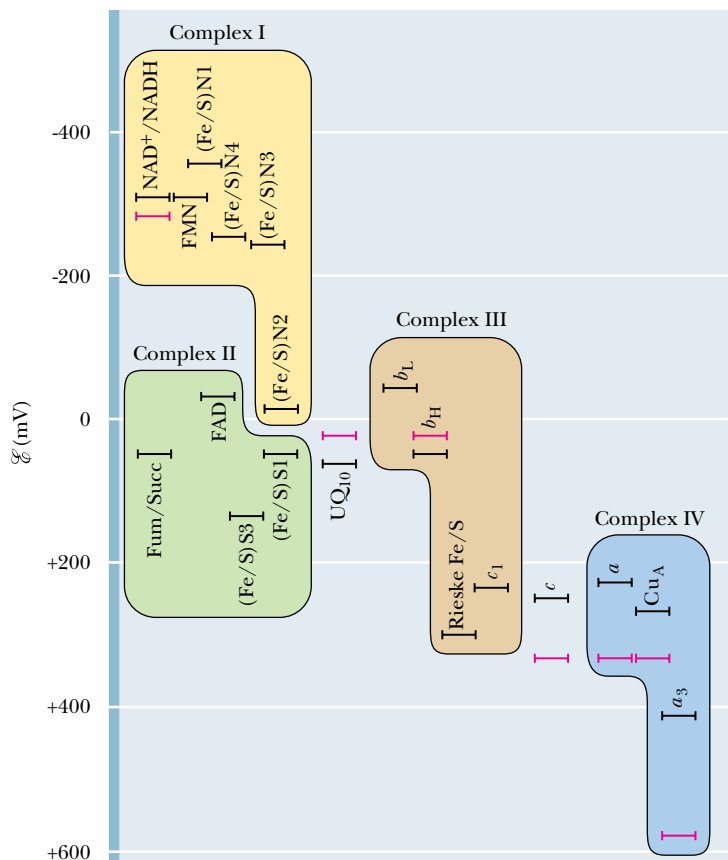 Complex I
-400
NAD⁺/NADH
(Fe/S)N1
FMN
(Fe/S)N4
(Fe/S)N3
-200
(Fe/S)N2
Complex II
Complex III
0
ℰ (mV)
FAD
Fum/Succ
(Fe/S)S3
(Fe/S)S1
UQ₁₀
b_L
b_H
+200
Rieske Fe/S
c₁
c
Complex IV
a
Cu_A
+400
a₃
+600